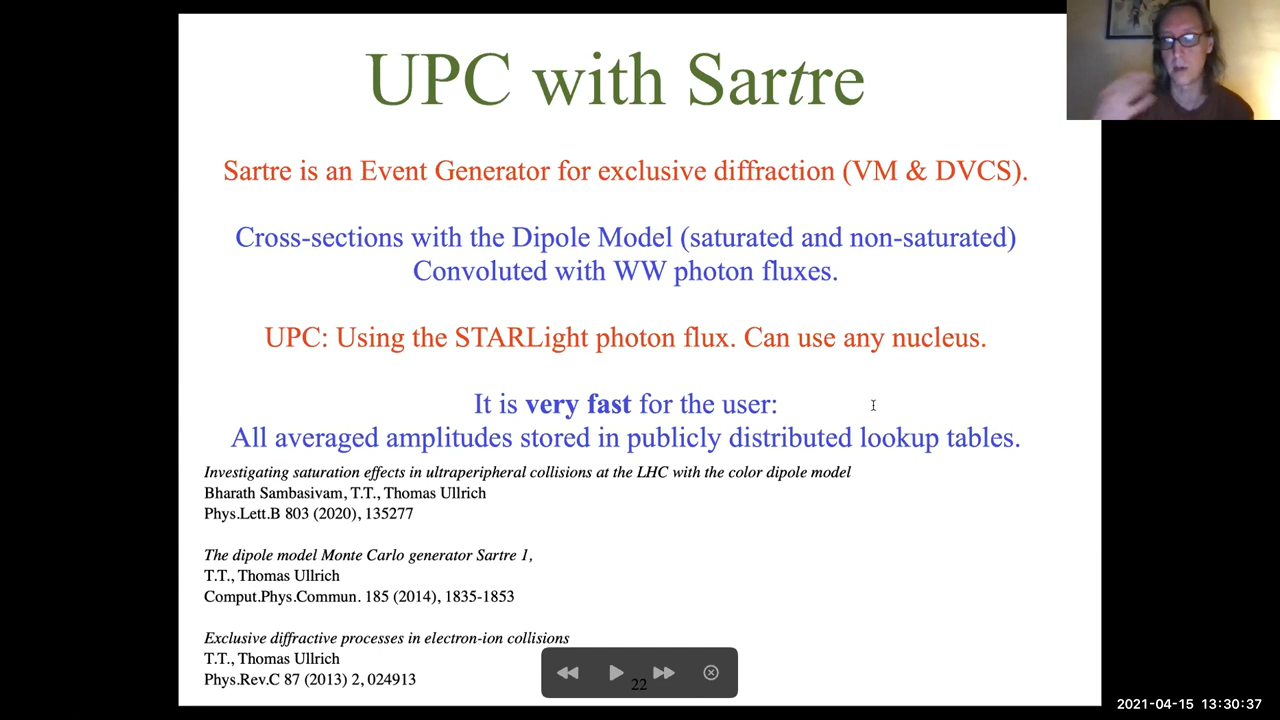 UPC with Sartre
Sartre is an Event Generator for exclusive diffraction (VM & DVCS).
Cross-sections with the Dipole Model (saturated and non-saturated)
Convoluted with WW photon fluxes.
UPC: Using the STARLight photon flux. Can use any nucleus.
It is very fast for the user:
All averaged amplitudes stored in publicly distributed lookup tables.
Investigating saturation effects in ultraperipheral collisions at the LHC with the color dipole model
Bharath Sambasivam, T.T., Thomas Ullrich
Phys.Lett.B 803 (2020), 135277
The dipole model Monte Carlo generator Sartre 1,
T.T., Thomas Ullrich
Comput.Phys.Commun. 185 (2014), 1835-1853
Exclusive diffractive processes in electron-ion collisions
T.T., Thomas Ullrich
Phys.Rev.C 87 (2013) 2, 024913
22
2021-04-15 13:30:37